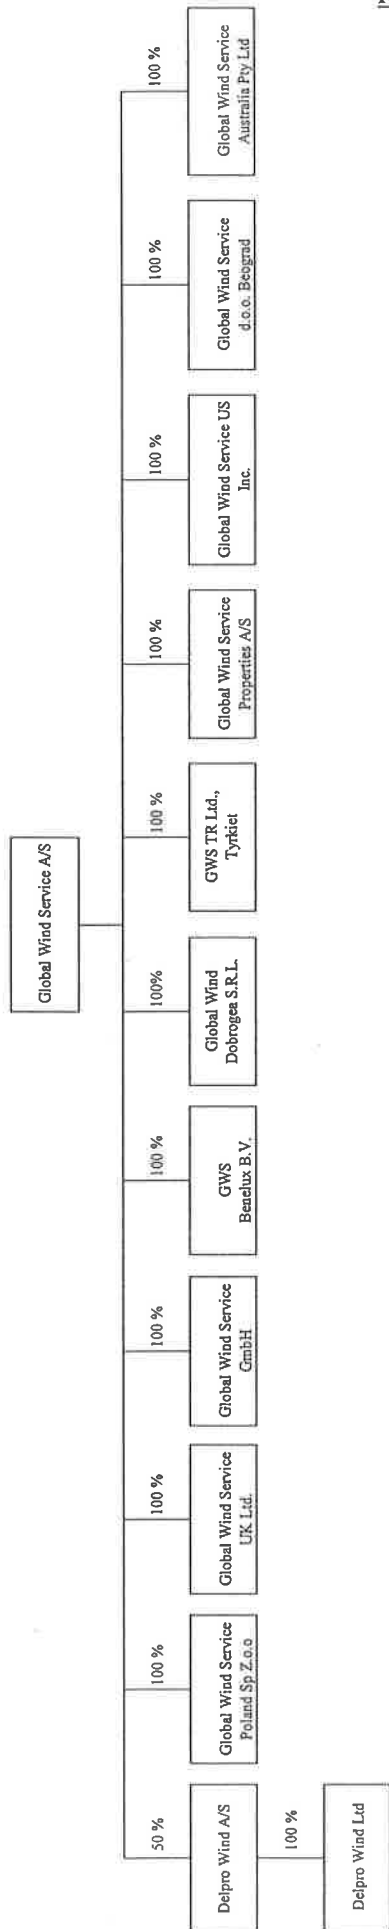 Global Wind Service A/S
50 %
100 %
100 %
100 %
100 %
100%
100 %
100 %
100 %
100 %
100 %
Delpro Wind A/S
Global Wind Service
Poland Sp Z.o.o
Global Wind Service
UK Ltd.
Global Wind Service
GmbH
GWS
Benelux B.V.
Global Wind
Dobrogea S.R.L.
GWS TR Ltd.,
Tyrkiet
Global Wind Service
Properties A/S
Global Wind Service US
Inc.
Global Wind Service
d.o.o. Beograd
Global Wind Service
Australia Pty Ltd
100 %
Delpro Wind Ltd